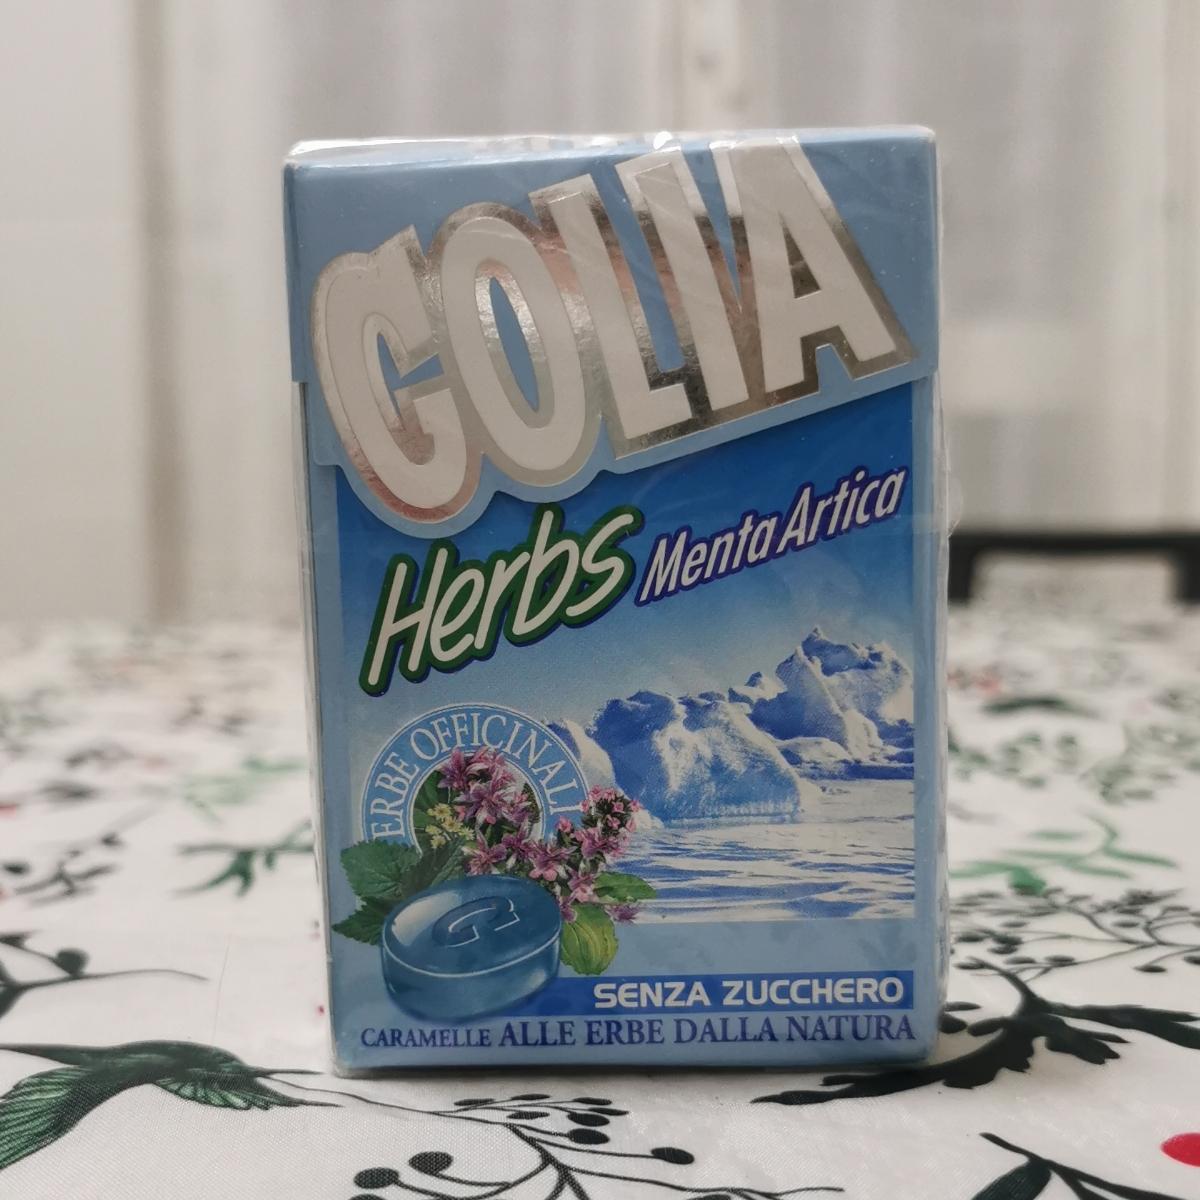 GOLIA
Herbs Menta Artica
ERBE OFFICINALI
G
SENZA ZUCCHERO
CARAMELLE ALLE ERBE DALLA NATURA